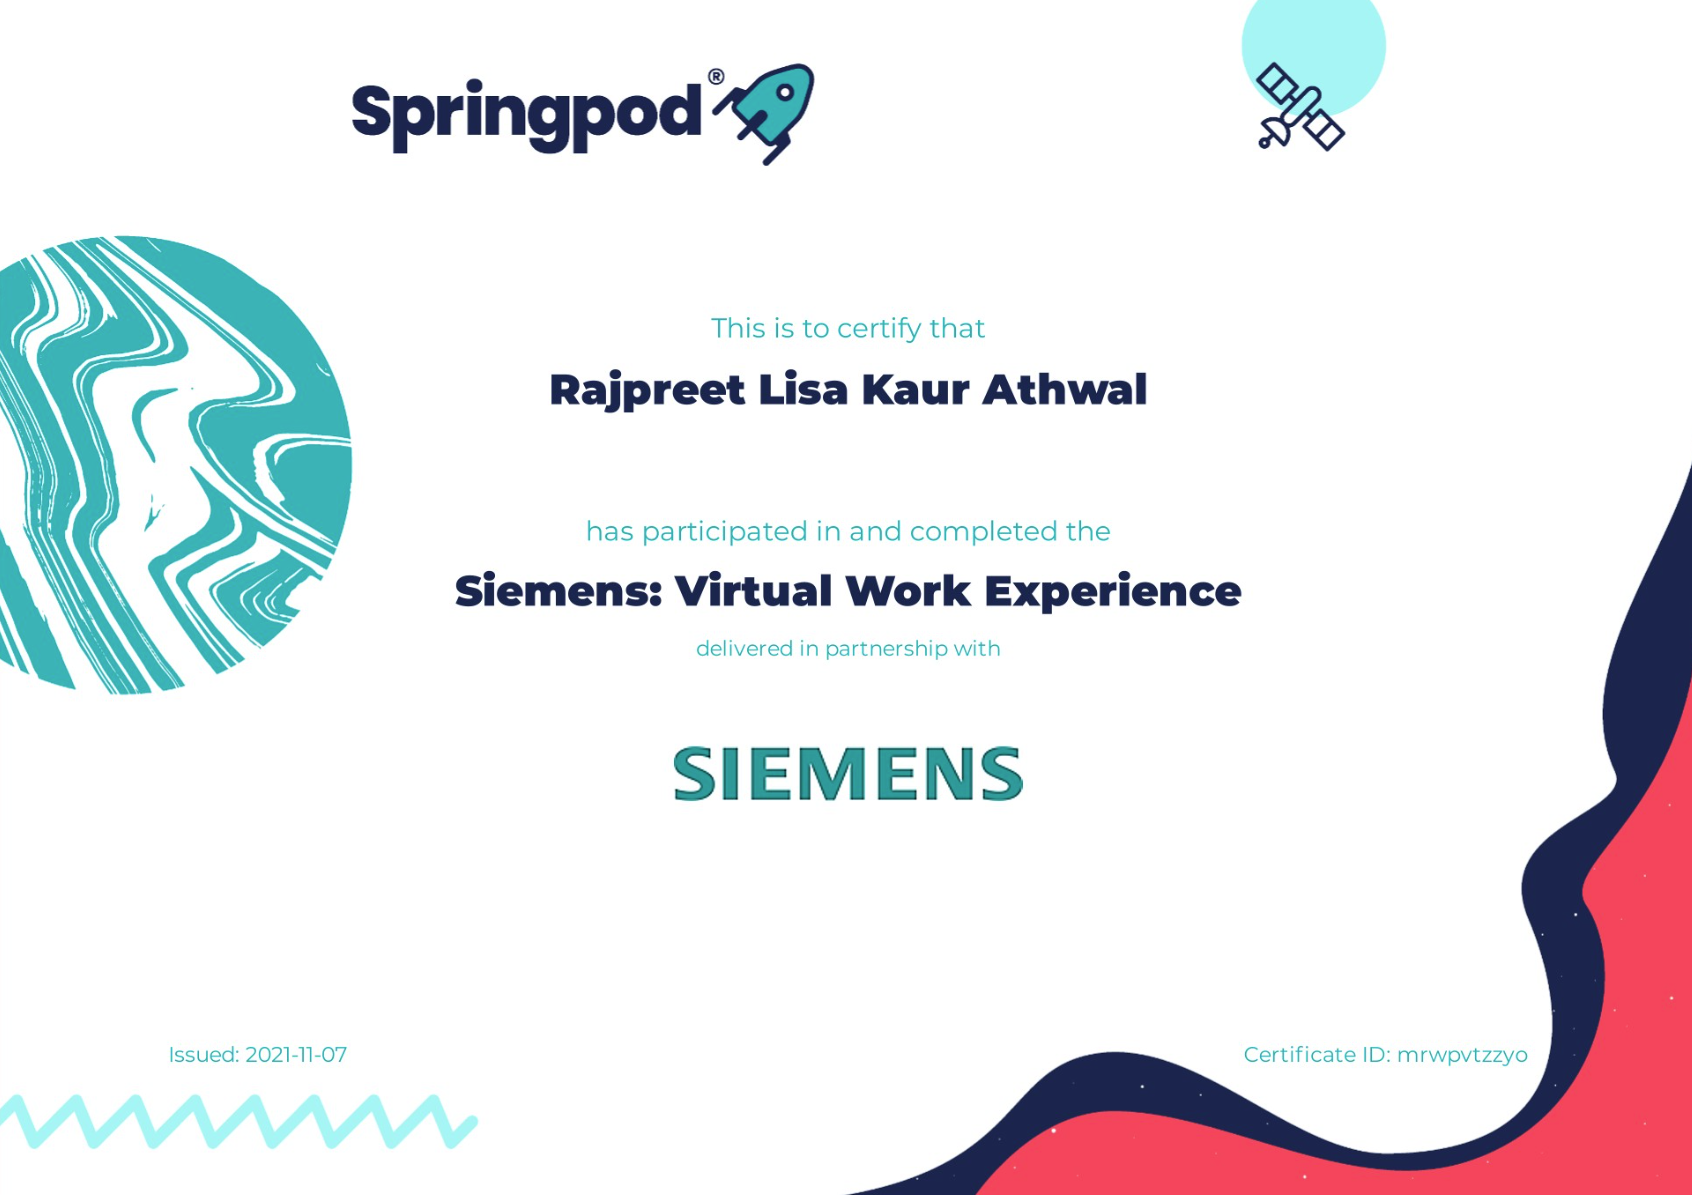 Springpod®
This is to certify that
Rajpreet Lisa Kaur Athwal
has participated in and completed the
Siemens: Virtual Work Experience
delivered in partnership with
SIEMENS
Issued: 2021-11-07
Certificate ID: mrwpvtzzyo